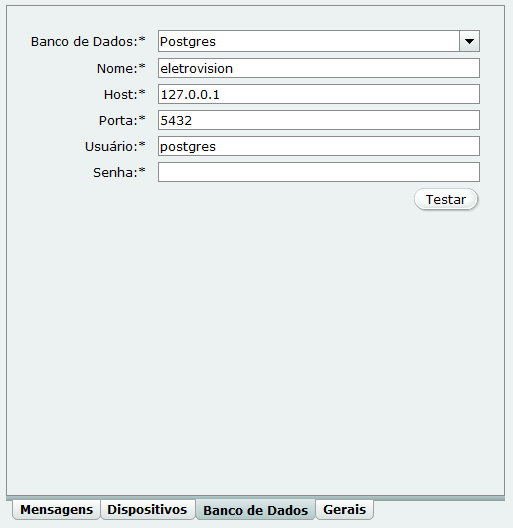 Banco de Dados:* Postgres
Nome:* eletrovision
Host:* 127.0.0.1
Porta:* 5432
Usuário:* postgres
Senha:*
Testar
Mensagens Dispositivos Banco de Dados Gerais